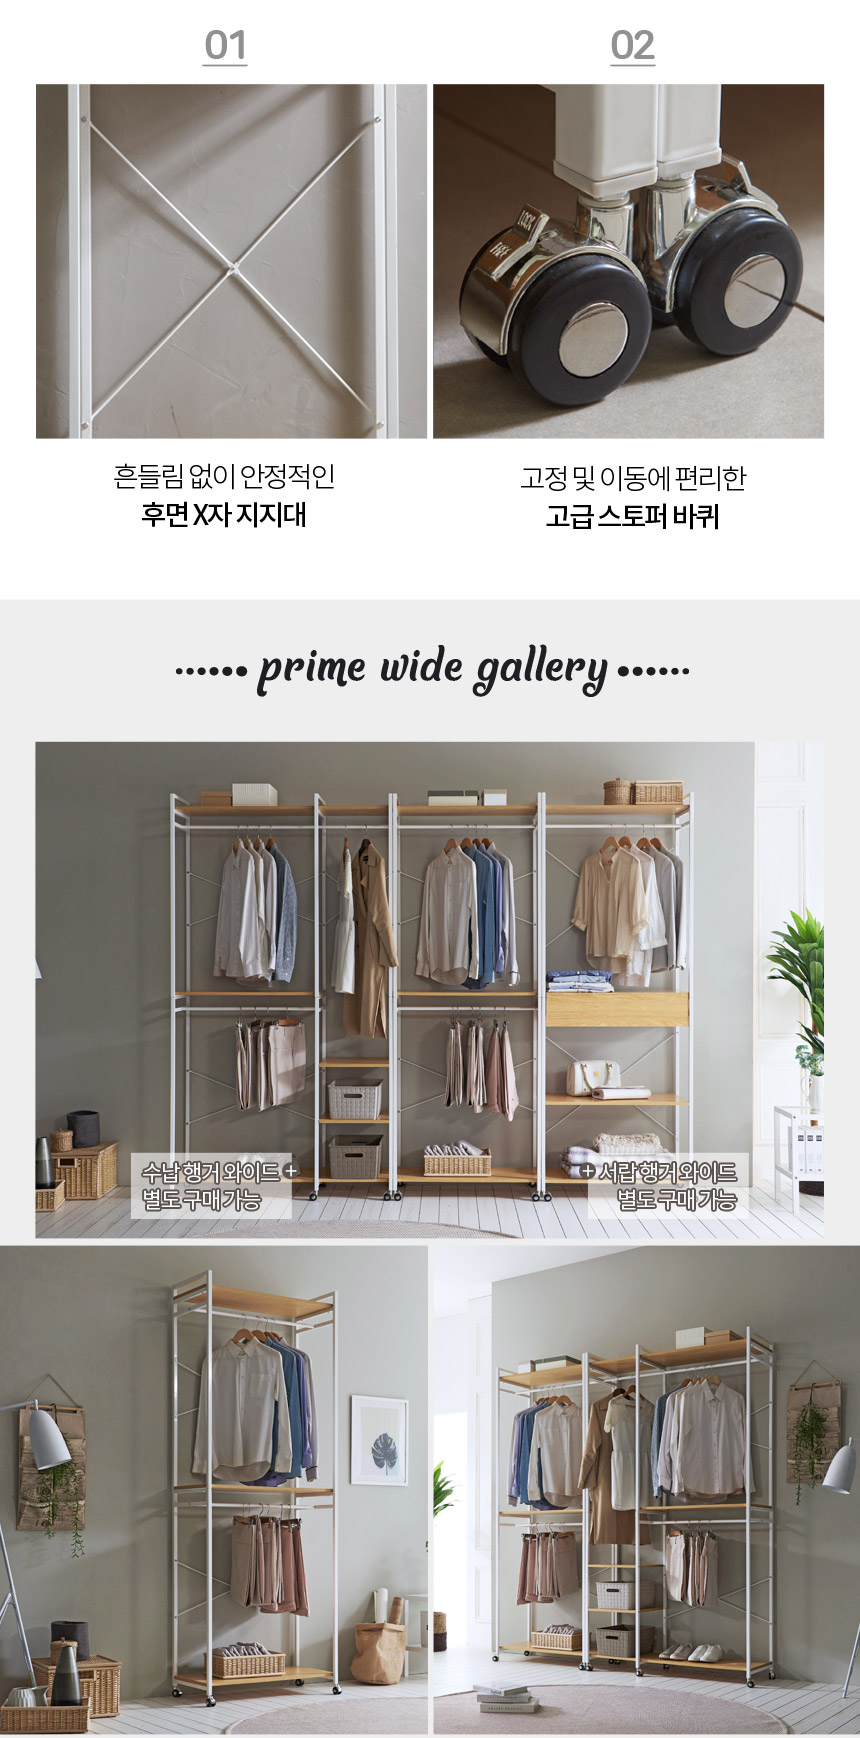 01
02
LOCK
FREE
흔들림 없이 안정적인
후면 X자 지지대
고정 및 이동에 편리한
고급 스토퍼 바퀴
······ prime wide gallery ······
수납 행거 와이드 +
별도 구매 가능
+ 서랍 행거 와이드
별도 구매 가능